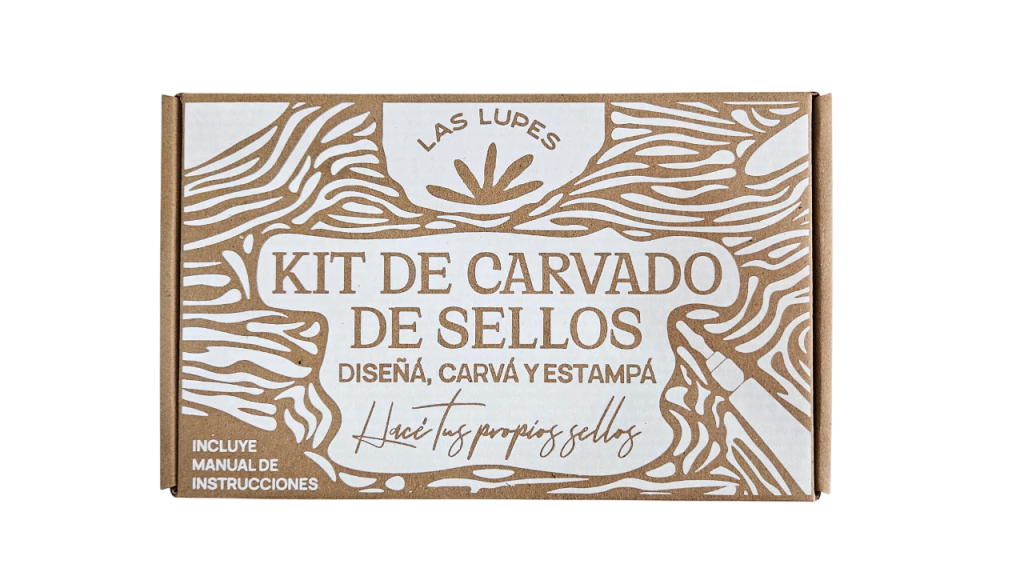 LAS LUPES
KIT DE CARVADO
DE SELLOS
DISEÑÁ, CARVÁ Y ESTAMPÁ
Hacé tus propios sellos
INCLUYE
MANUAL DE
INSTRUCCIONES